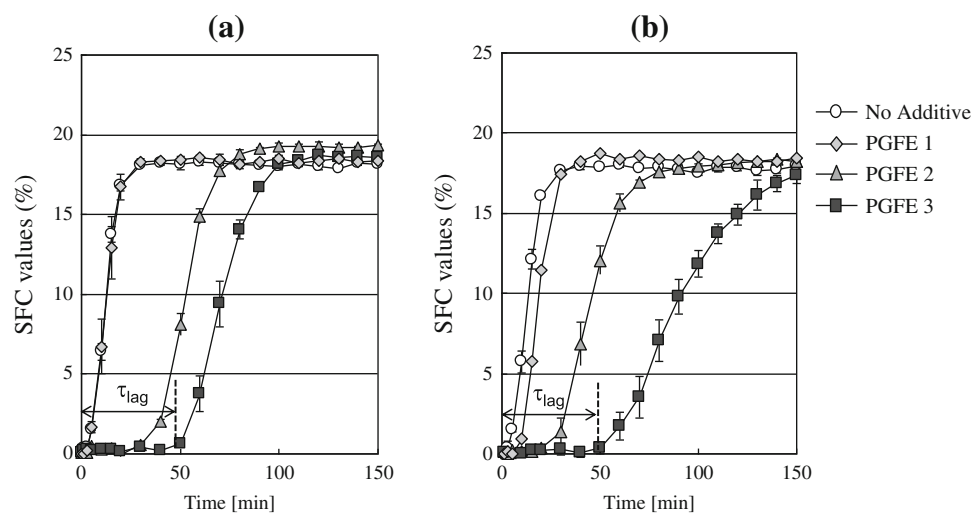 (a)
(b)
25
20
15
10
5
0
SFC values (%)
τlag
0
50
100
150
Time [min]
25
20
15
10
5
0
SFC values (%)
τlag
0
50
100
150
Time [min]
No Additive
PGFE 1
PGFE 2
PGFE 3